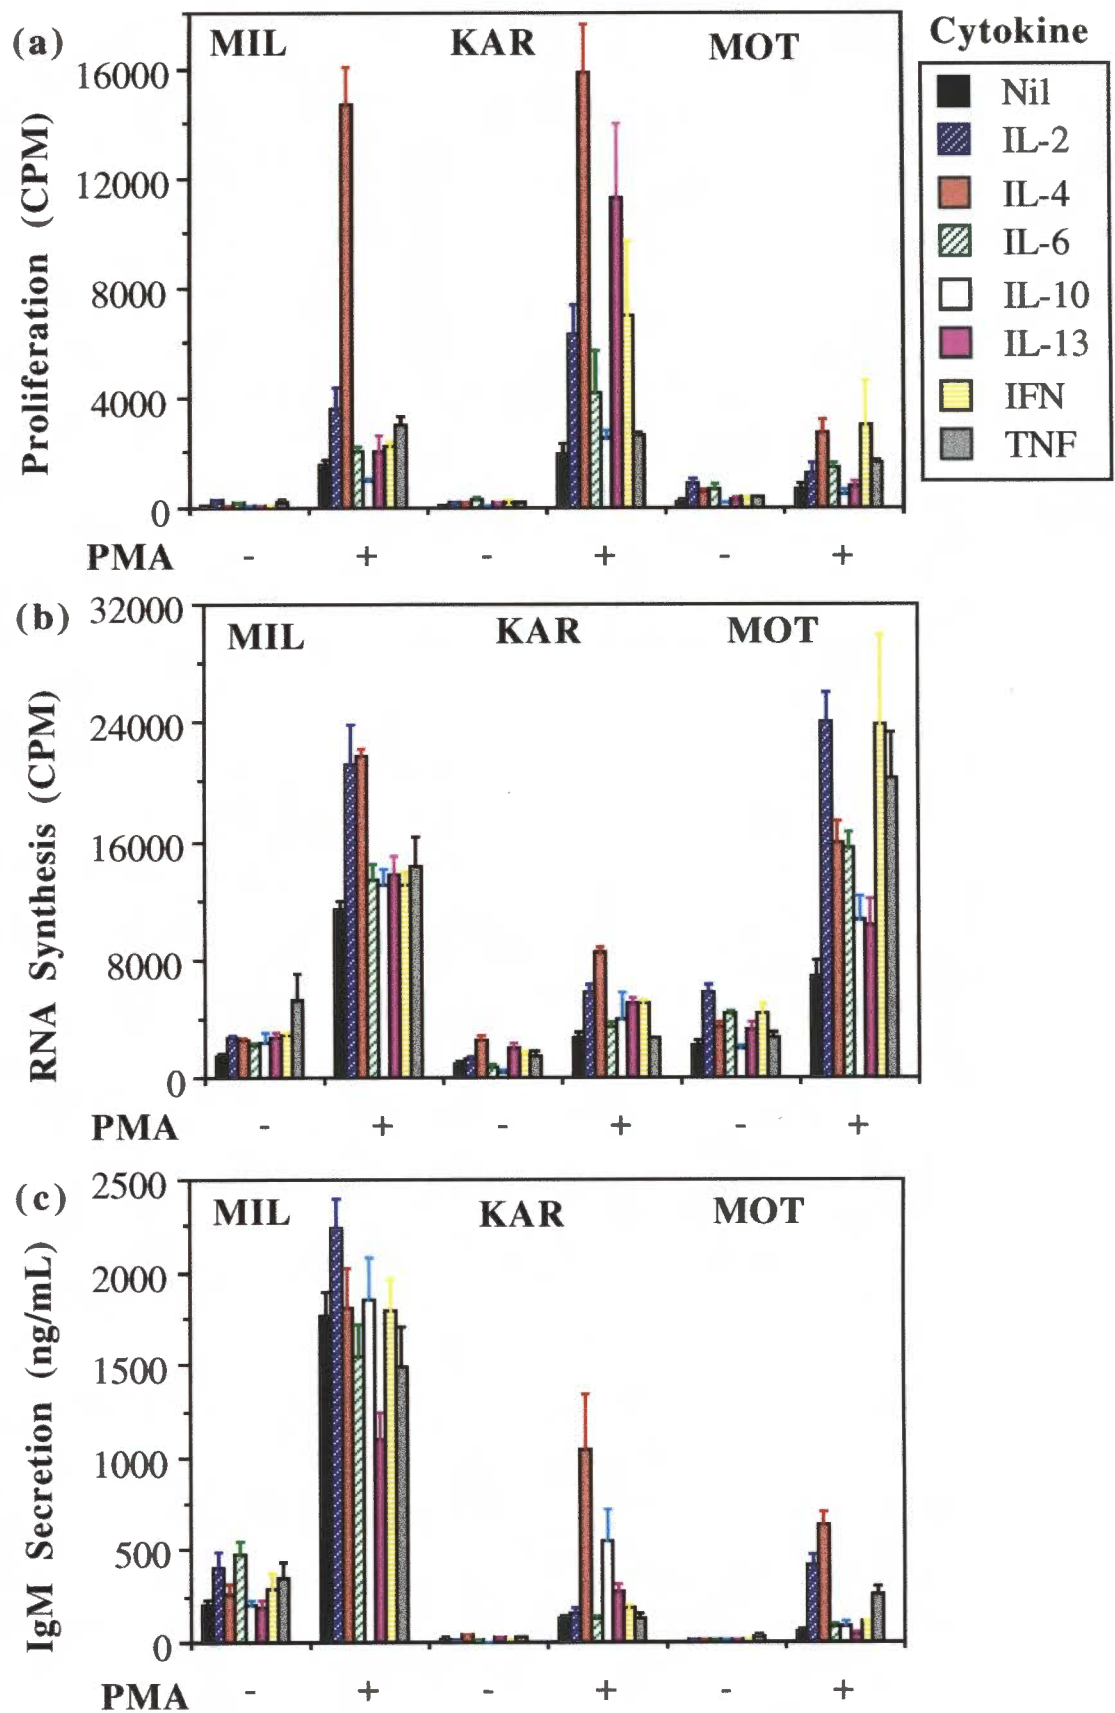 (a)
MIL KAR MOT
Proliferation (CPM)
16000
12000
8000
4000
0
PMA - + - + - +
Cytokine
Nil
IL-2
IL-4
IL-6
IL-10
IL-13
IFN
TNF
(b)
MIL KAR MOT
RNA Synthesis (CPM)
32000
24000
16000
8000
0
PMA - + - + - +
(c)
MIL KAR MOT
IgM Secretion (ng/mL)
2500
2000
1500
1000
500
0
PMA - + - + - +